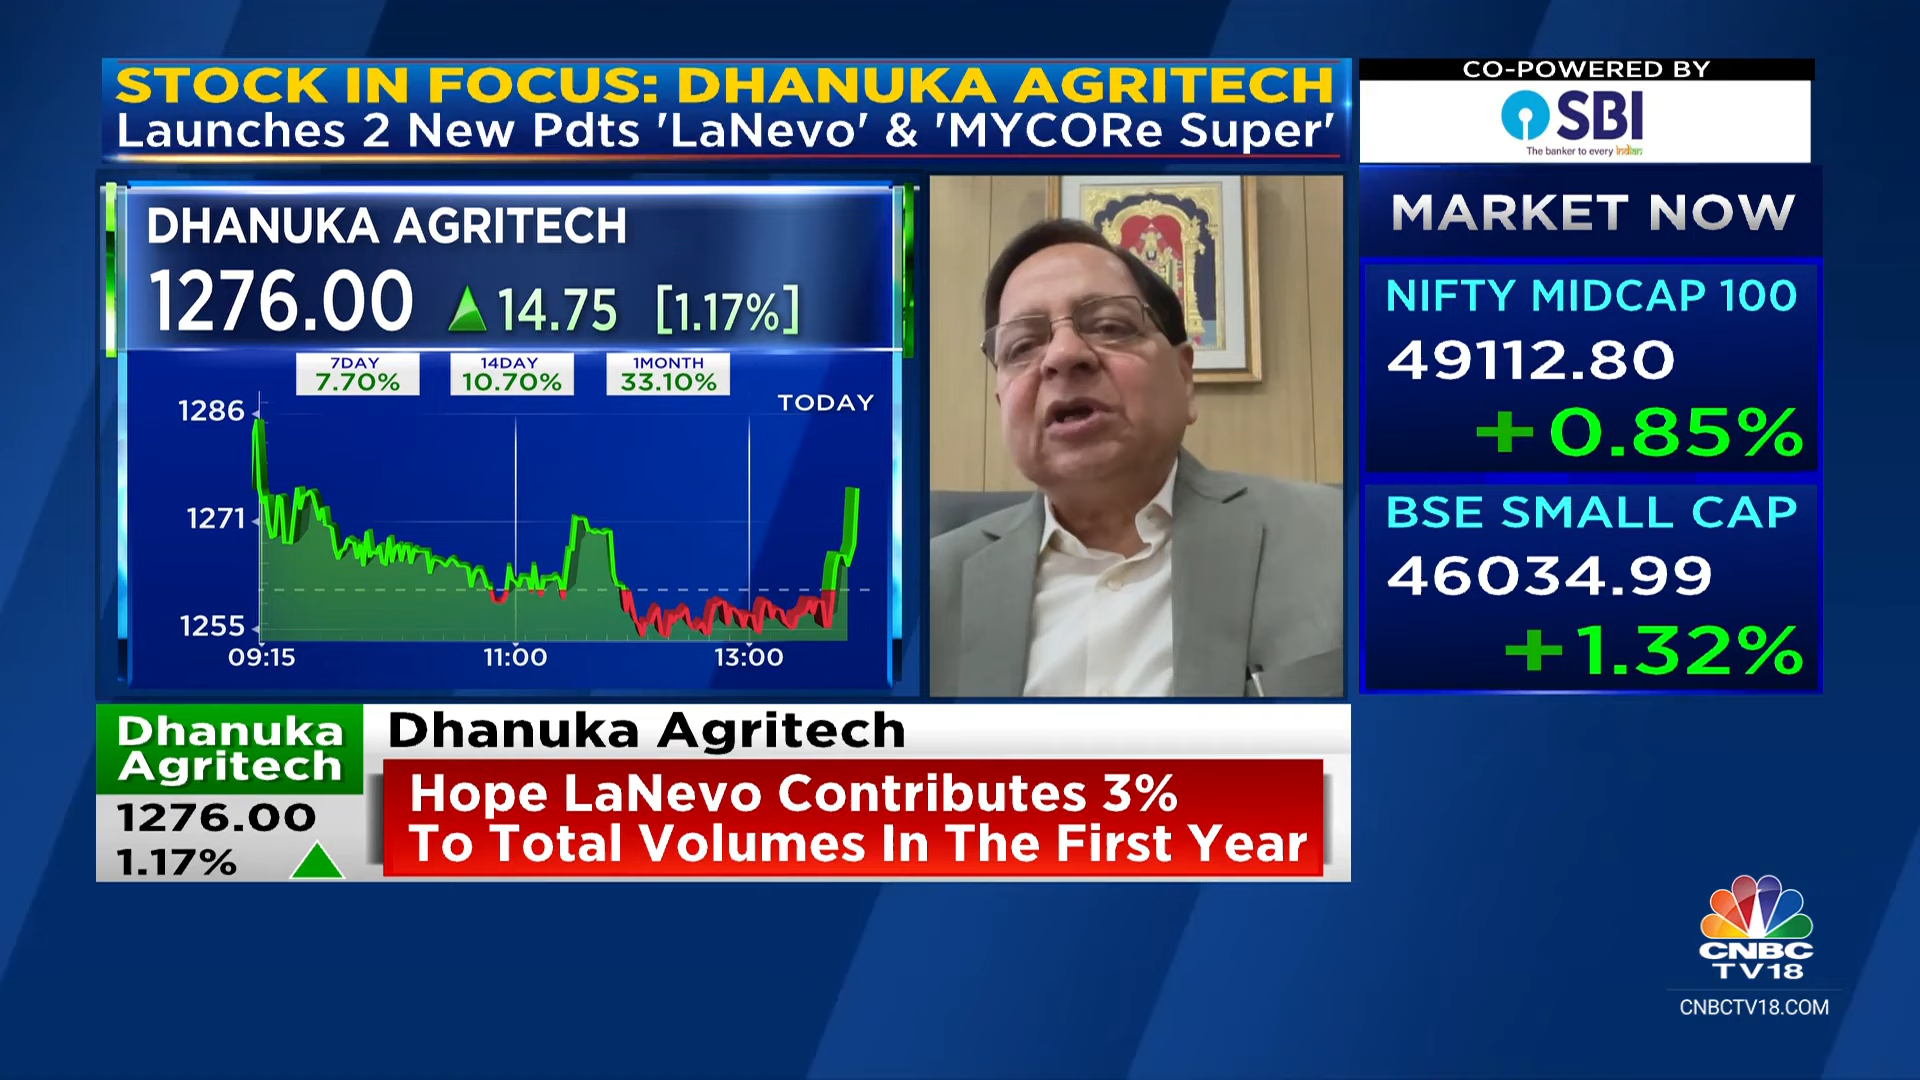 STOCK IN FOCUS: DHANUKA AGRITECH
Launches 2 New Pdts 'LaNevo' & 'MYCORe Super'
CO-POWERED BY
SBI
The banker to every Indian
DHANUKA AGRITECH
1276.00 14.75 [1.17%]
7DAY
7.70%
14DAY
10.70%
1MONTH
33.10%
TODAY
1286
1271
1255
09:15 11:00 13:00
MARKET NOW
NIFTY MIDCAP 100
49112.80
+0.85%
BSE SMALL CAP
46034.99
+1.32%
Dhanuka
Agritech
1276.00
1.17%
Dhanuka Agritech
Hope LaNevo Contributes 3%
To Total Volumes In The First Year
CNBC
TV18
CNBCTV18.COM